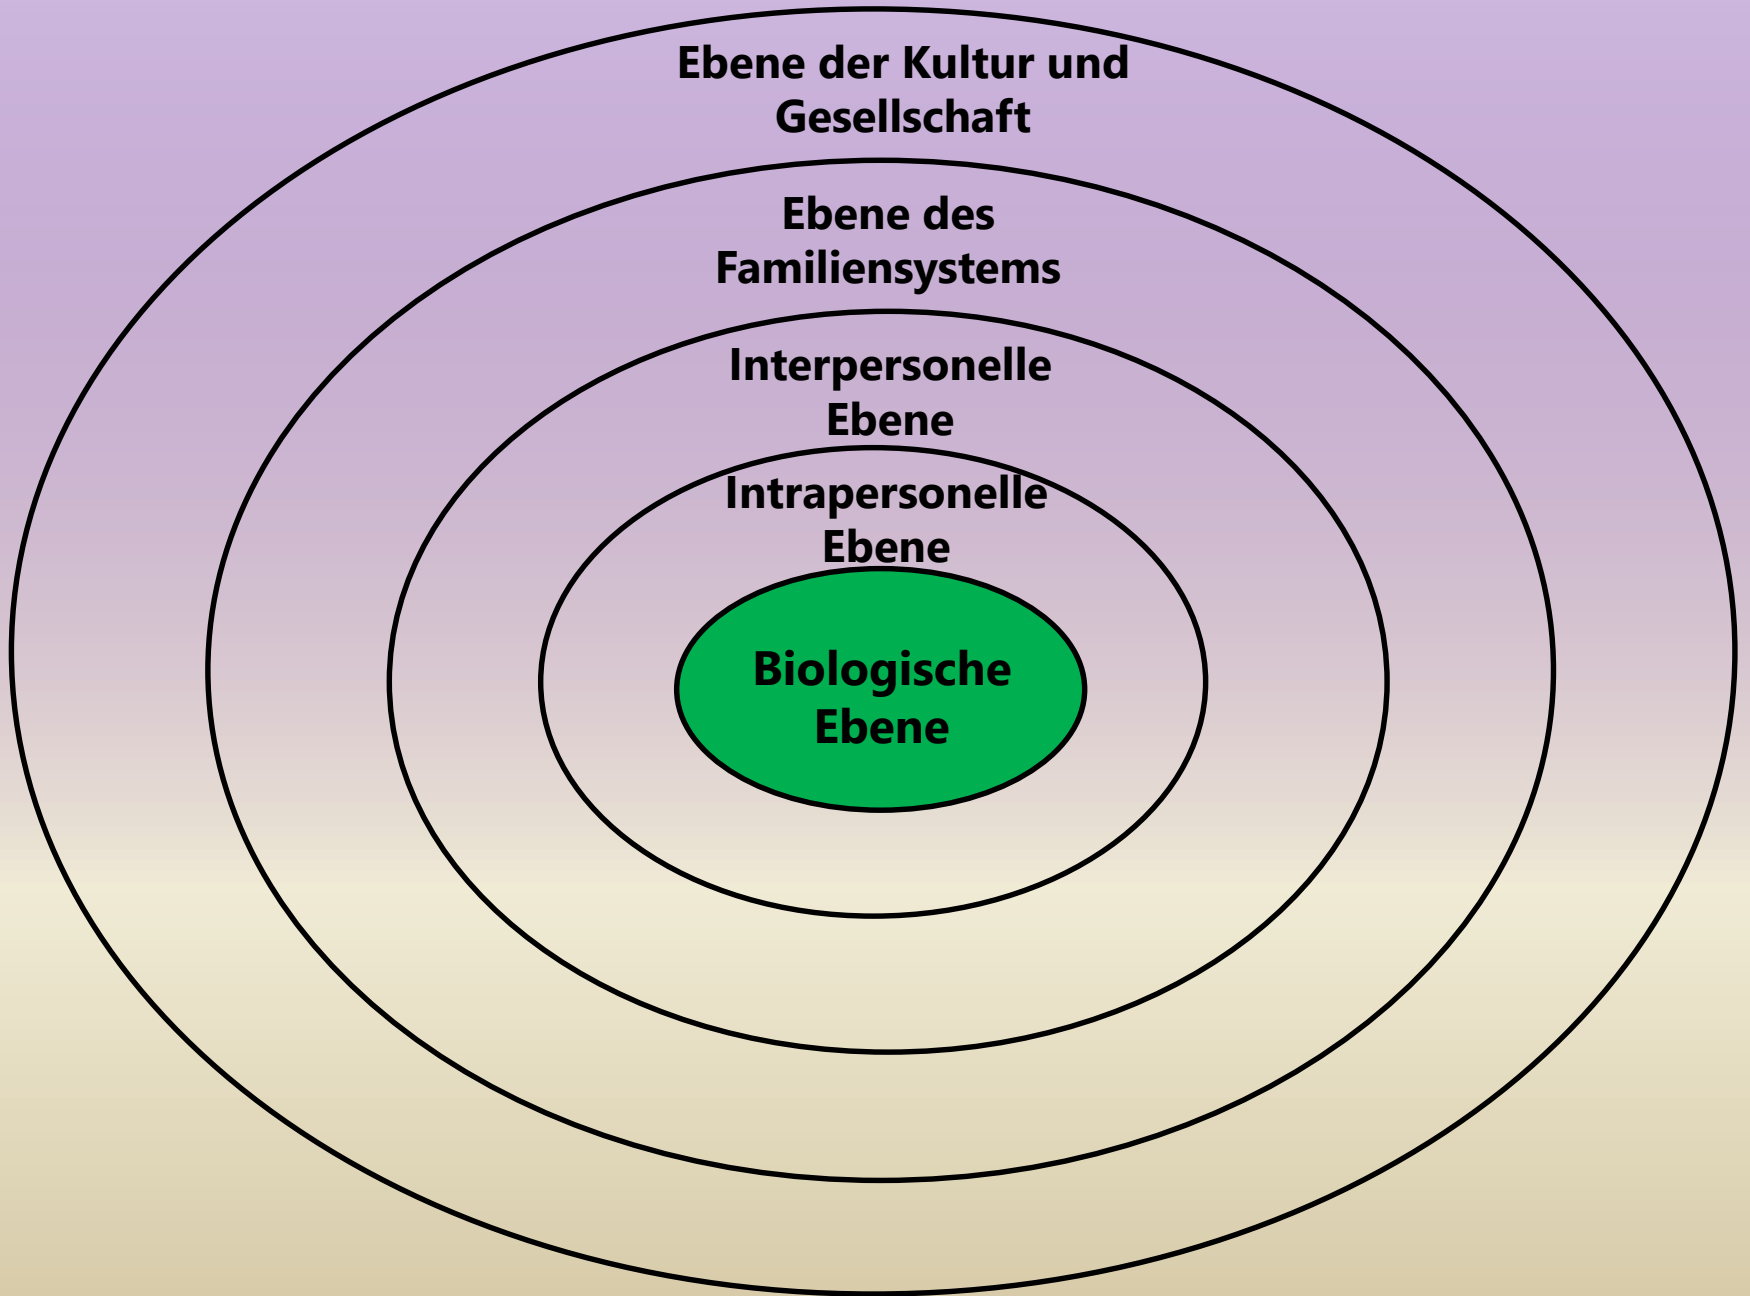 Ebene der Kultur und
Gesellschaft
Ebene des
Familiensystems
Interpersonelle
Ebene
Intrapersonelle
Ebene
Biologische
Ebene